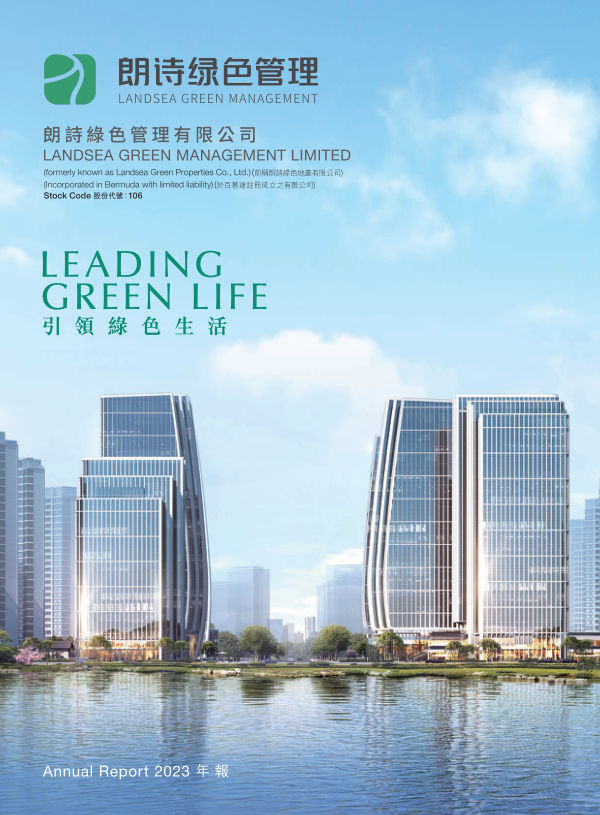 朗诗绿色管理
LANDSEA GREEN MANAGEMENT
朗詩綠色管理有限公司
LANDSEA GREEN MANAGEMENT LIMITED
(formerly known as Landsea Green Properties Co., Ltd.) (前稱朗詩綠色地產有限公司)
(Incorporated in Bermuda with limited liability) (於百慕達註冊成立之有限公司)
Stock Code 股份代號 : 106
LEADING
GREEN LIFE
引領綠色生活
Annual Report 2023 年報